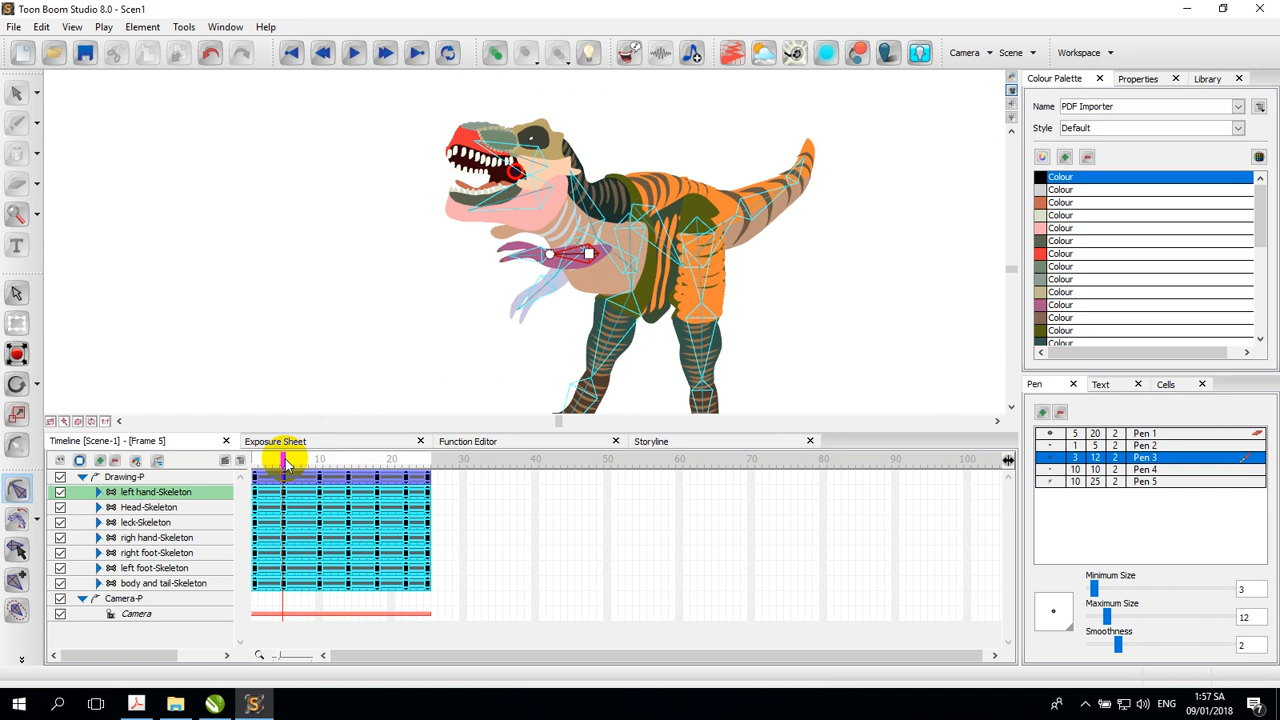 Toon Boom Studio 8.0 - Scen1
File Edit View Play Element Tools Window Help
Camera Scene Workspace
Colour Palette Properties Library
Name PDF Importer
Style Default
Colour
Colour
Colour
Colour
Colour
Colour
Colour
Colour
Colour
Colour
Colour
Colour
Colour
Colour
Pen Text Cells
5 20 2 Pen 1
1 5 2 Pen 2
3 12 2 Pen 3
10 10 2 Pen 4
10 25 2 Pen 5
Minimum Size
3
Maximum Size
12
Smoothness
2
Timeline [Scene-1] - [Frame 5] Exposure Sheet Function Editor Storyline
10 20 30 40 50 60 70 80 90 100
Drawing-P
left hand-Skeleton
Head-Skeleton
leck-Skeleton
righ hand-Skeleton
right foot-Skeleton
left foot-Skeleton
body and tail-Skeleton
Camera-P
Camera
ENG
1:57 SA
09/01/2018